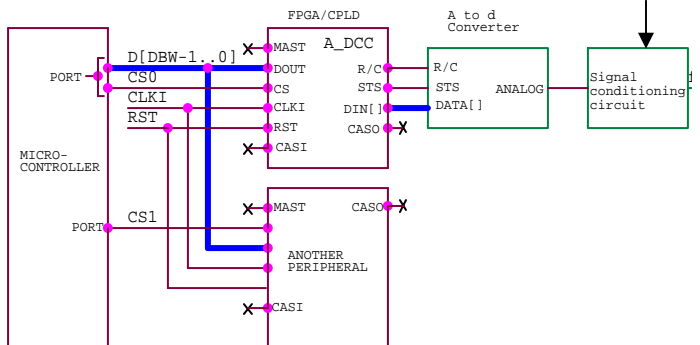 FPGA/CPLD
A to d
Converter
MAST
A_DCC
D[DBW-1..0]
DOUT
R/C
R/C
PORT
CS0
CS
STS
STS
ANALOG
Signal
conditioning
circuit
f
CLKI
CLKI
DIN[]
DATA[]
RST
RST
CASO
MICRO-
CONTROLLER
CASI
MAST
CASO
PORT
CS1
ANOTHER
PERIPHERAL
CASI